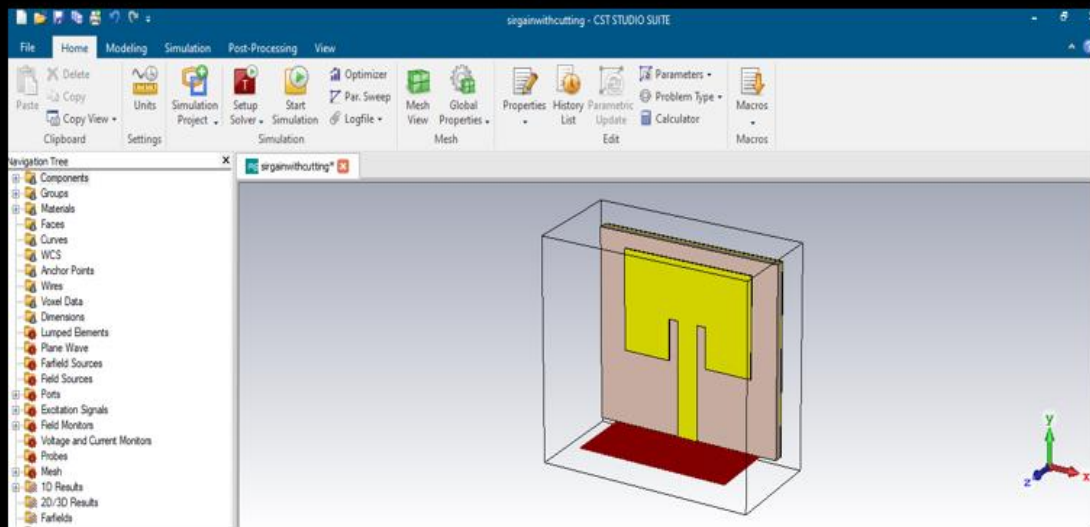 sirgainwithcutting - CST STUDIO SUITE
File Home Modeling Simulation Post-Processing View
Paste
Delete
Copy
Copy View
Clipboard
Units
Settings
Simulation Project
Setup Solver
Start Simulation
Optimizer
Par. Sweep
Logfile
Simulation
Mesh View
Global Properties
Mesh
Properties
History List
Parametric Update
Parameters
Problem Type
Calculator
Edit
Macros
Macros
Navigation Tree
sirgainwithcutting*
Components
Groups
Materials
Faces
Curves
WCS
Anchor Points
Wires
Voxel Data
Dimensions
Lumped Elements
Plane Wave
Farfield Sources
Field Sources
Ports
Excitation Signals
Field Monitors
Voltage and Current Monitors
Probes
Mesh
1D Results
2D/3D Results
Farfields
y
z
x